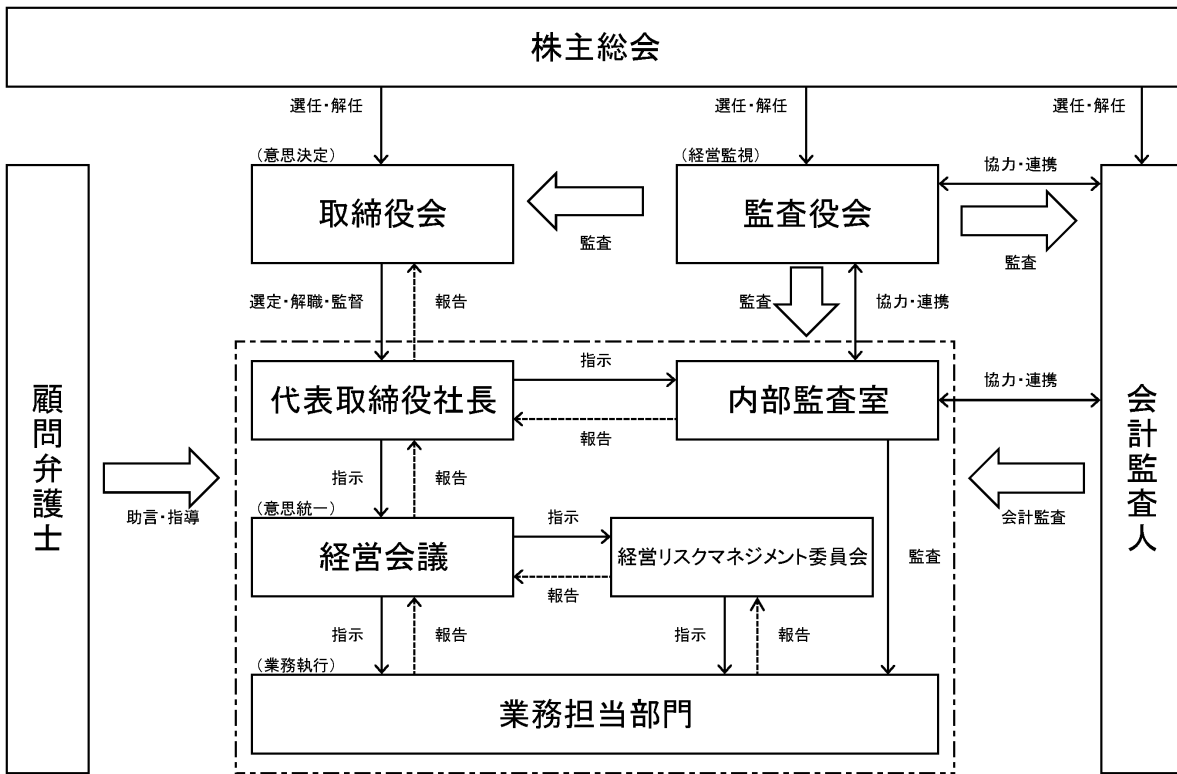 株主総会
選任・解任
選任・解任
選任・解任
(意思決定)
取締役会
監査
(経営監視)
監査役会
協力・連携
監査
選定・解職・監督
報告
監査
協力・連携
顧問弁護士
助言・指導
代表取締役社長
指示
報告
内部監査室
協力・連携
会計監査人
会計監査
指示
報告
(意思統一)
経営会議
指示
報告
経営リスクマネジメント委員会
監査
指示
報告
指示
報告
(業務執行)
業務担当部門